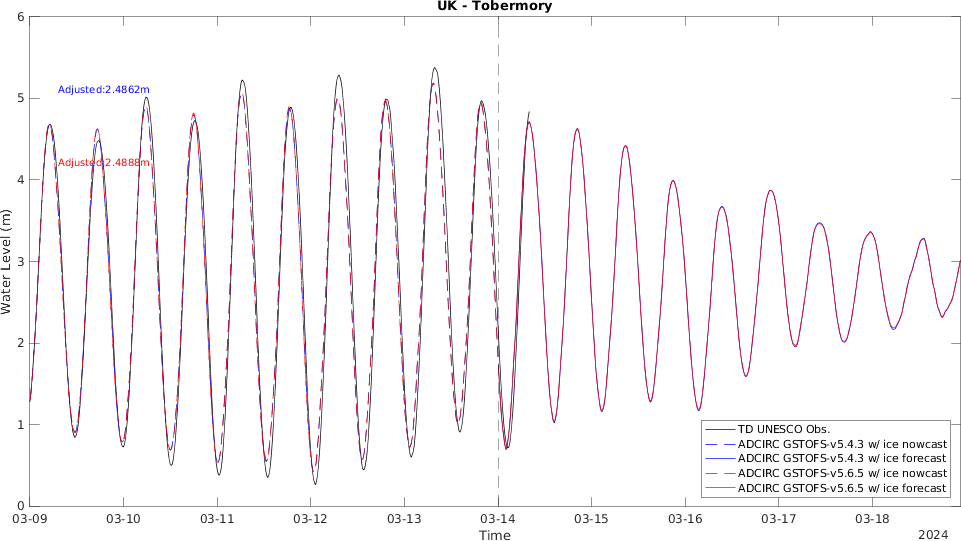 UK - Tobermory
6
5
4
3
2
1
0
Water Level (m)
Adjusted:2.4862m
Adjusted:2.4888m
TD UNESCO Obs.
ADCIRC GSTOFS-v5.4.3 w/ ice nowcast
ADCIRC GSTOFS-v5.4.3 w/ ice forecast
ADCIRC GSTOFS-v5.6.5 w/ ice nowcast
ADCIRC GSTOFS-v5.6.5 w/ ice forecast
03-09 03-10 03-11 03-12 03-13 03-14 03-15 03-16 03-17 03-18
Time
2024